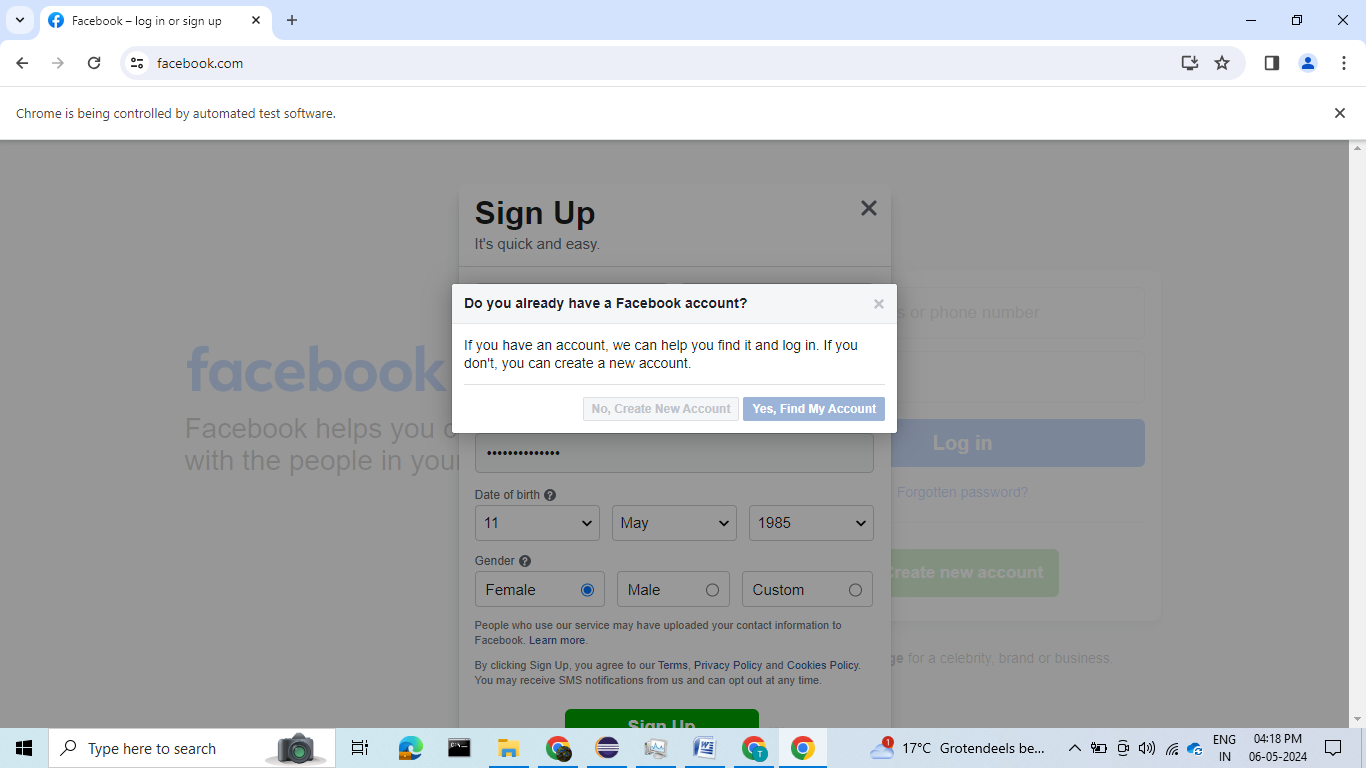 Facebook – log in or sign up
facebook.com
Chrome is being controlled by automated test software.
Sign Up
It's quick and easy.
Do you already have a Facebook account?
If you have an account, we can help you find it and log in. If you
don't, you can create a new account.
No, Create New Account
Yes, Find My Account
facebook
Facebook helps you
with the people in your
s or phone number
Log in
Forgotten password?
Create new account
for a celebrity, brand or business.
Date of birth
11
May
1985
Gender
Female
Male
Custom
People who use our service may have uploaded your contact information to
Facebook. Learn more.
By clicking Sign Up, you agree to our Terms, Privacy Policy and Cookies Policy.
You may receive SMS notifications from us and can opt out at any time.
Sign Up
Type here to search
1
17°C Grotendeels be...
ENG
IN
04:18 PM
06-05-2024